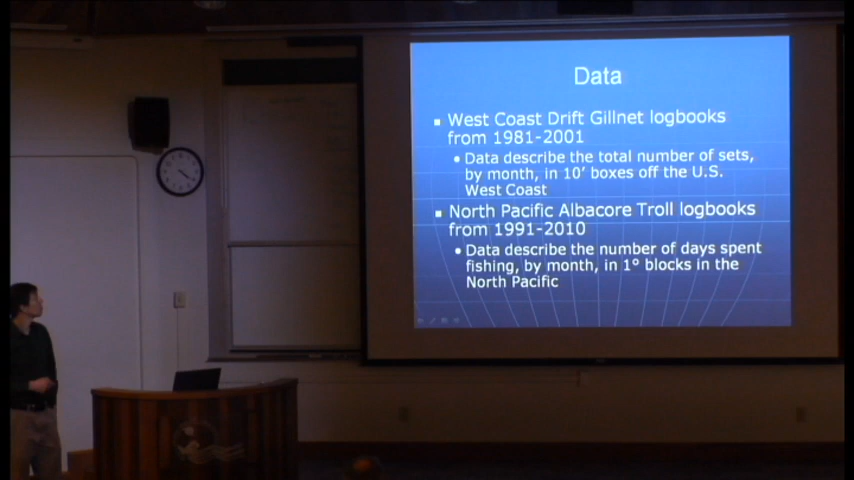 Data
West Coast Drift Gillnet logbooks
from 1981-2001
Data describe the total number of sets,
by month, in 10' boxes off the U.S.
West Coast
North Pacific Albacore Troll logbooks
from 1991-2010
Data describe the number of days spent
fishing, by month, in 1° blocks in the
North Pacific